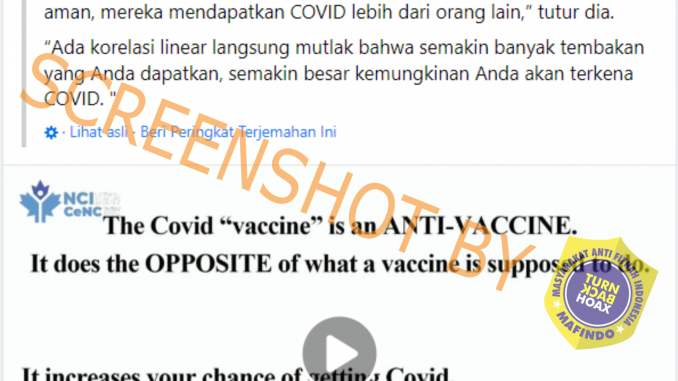 aman, mereka mendapatkan COVID lebih dari orang lain,” tutur dia.
“Ada korelasi linear langsung mutlak bahwa semakin banyak tembakan
yang Anda dapatkan, semakin besar kemungkinan Anda akan terkena
COVID. "
· Lihat asli · Beri Peringkat Terjemahan Ini
SCREENSHOT BY
NCI
CeNC
The Covid “vaccine” is an ANTI-VACCINE.
It does the OPPOSITE of what a vaccine is supposed to do.
MASYARAKAT ANTI FITNAH INDONESIA
TURN
BACK
HOAX
MAFINDO
It increases your chance of getting Covid.